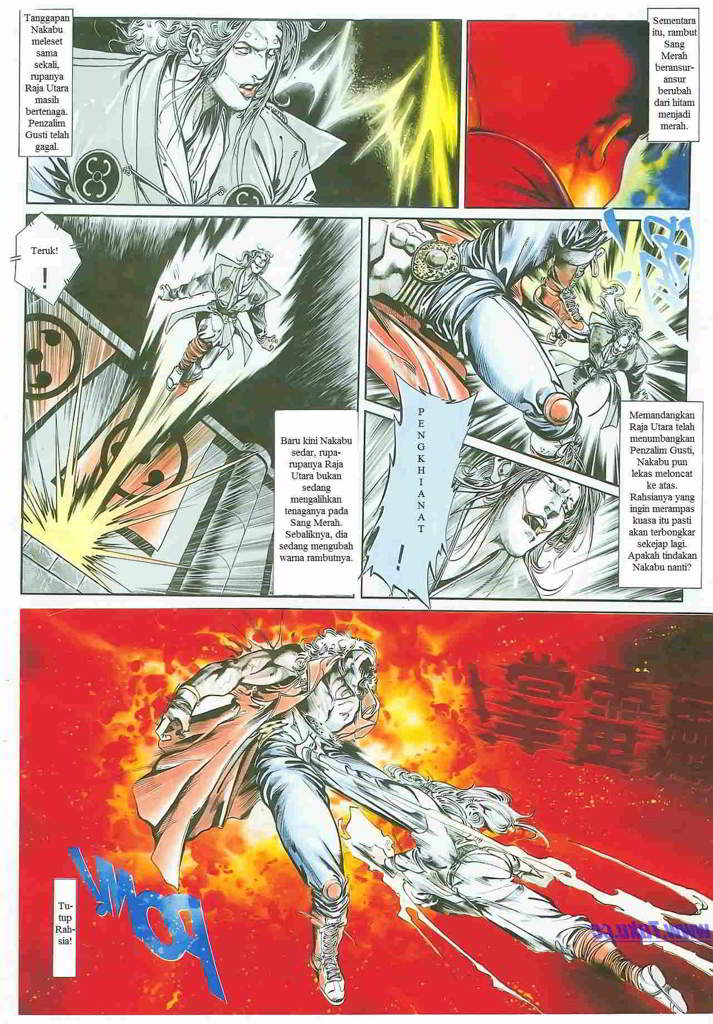 Tanggapan
Nakabu
meleset
sama
sekali,
rupanya
Raja Utara
masih
bertenaga.
Penzalim
Gusti telah
gagal.
Sementara
itu, rambut
Sang
Merah
beransur-
ansur
berubah
dari hitam
menjadi
merah.
Teruk!
!
Baru kini Nakabu
sedar, rupa-
rupanya Raja
Utara bukan
sedang
mengalihkan
tenaganya pada
Sang Merah.
Sebaliknya, dia
sedang mengubah
warna rambutnya.
PENGKHIANAT
!
Memandangkan
Raja Utara telah
menumbangkan
Penzalim Gusti,
Nakabu pun
lekas meloncat
ke atas.
Rahsianya yang
ingin merampas
kuasa itu pasti
akan terbongkar
sekejap lagi.
Apakah tindakan
Nakabu nanti?
Tu-
tup
Rah-
sia!
POW!